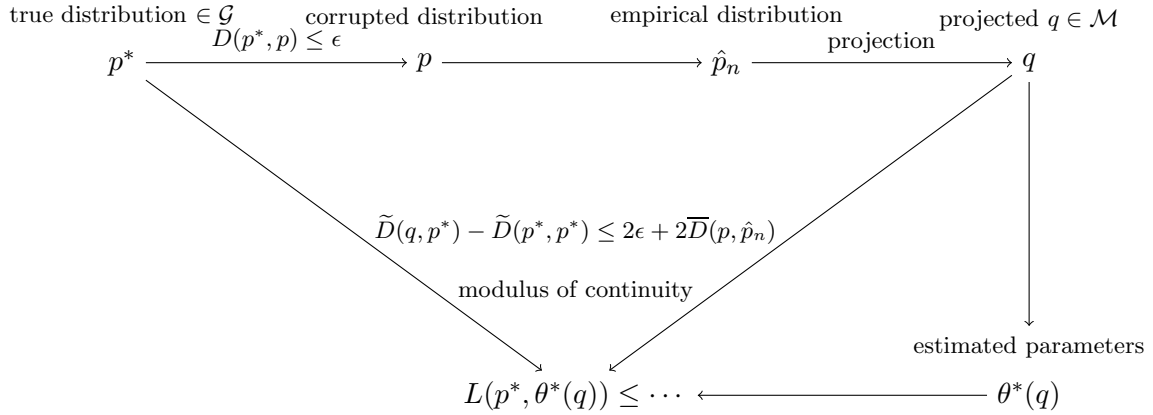 true distribution ∈ 𝒢
corrupted distribution
empirical distribution
projected q ∈ ℳ
D(p*, p) ≤ ϵ
projection
p*
p
p̂ₙ
q
D̃(q, p*) − D̃(p*, p*) ≤ 2ϵ + 2D̅(p, p̂ₙ)
modulus of continuity
estimated parameters
L(p*, θ*(q)) ≤ ⋯
θ*(q)